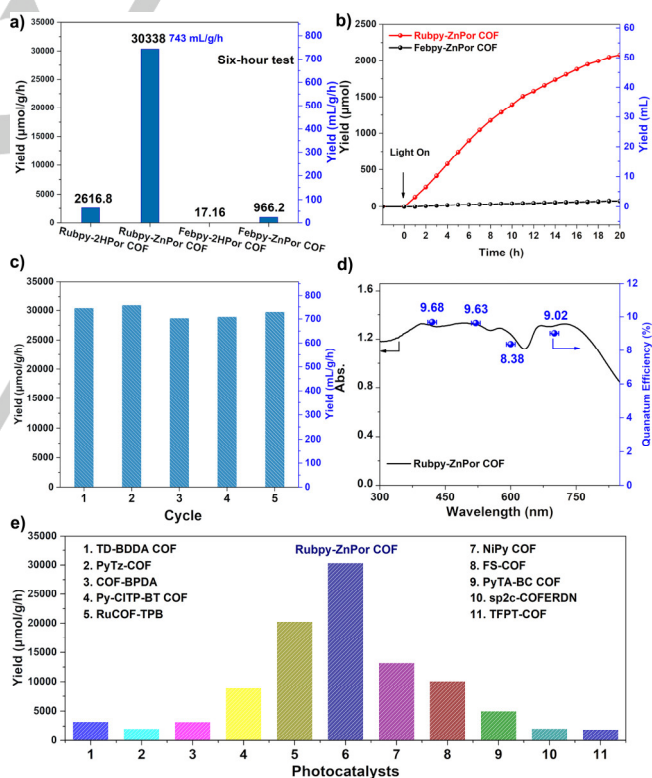 a)
35000
30000
25000
20000
15000
10000
5000
0
Yield (μmol/g/h)
30338 743 mL/g/h
Six-hour test
2616.8
17.16
966.2
800
700
600
500
400
300
200
100
0
Yield (mL/g/h)
Rubpy-2HPor COF
Rubpy-ZnPor COF
Febpy-2HPor COF
Febpy-ZnPor COF
b)
2500
2000
1500
1000
500
0
Yield (μmol)
Rubpy-ZnPor COF
Febpy-ZnPor COF
Light On
60
50
40
30
20
10
0
Yield (mL)
0 2 4 6 8 10 12 14 16 18 20
Time (h)
c)
35000
30000
25000
20000
15000
10000
5000
0
Yield (μmol/g/h)
800
700
600
500
400
300
200
100
0
Yield (mL/g/h)
1 2 3 4 5
Cycle
d)
1.6
1.2
0.8
0.4
0.0
Abs.
9.68
9.63
8.38
9.02
12
10
8
6
4
2
0
Quanatum Efficiency (%)
Rubpy-ZnPor COF
300 450 600 750
Wavelength (nm)
e)
35000
30000
25000
20000
15000
10000
5000
0
Yield (μmol/g/h)
1. TD-BDDA COF
2. PyTz-COF
3. COF-BPDA
4. Py-CITP-BT COF
5. RuCOF-TPB
Rubpy-ZnPor COF
7. NiPy COF
8. FS-COF
9. PyTA-BC COF
10. sp2c-COFERDN
11. TFPT-COF
1 2 3 4 5 6 7 8 9 10 11
Photocatalysts